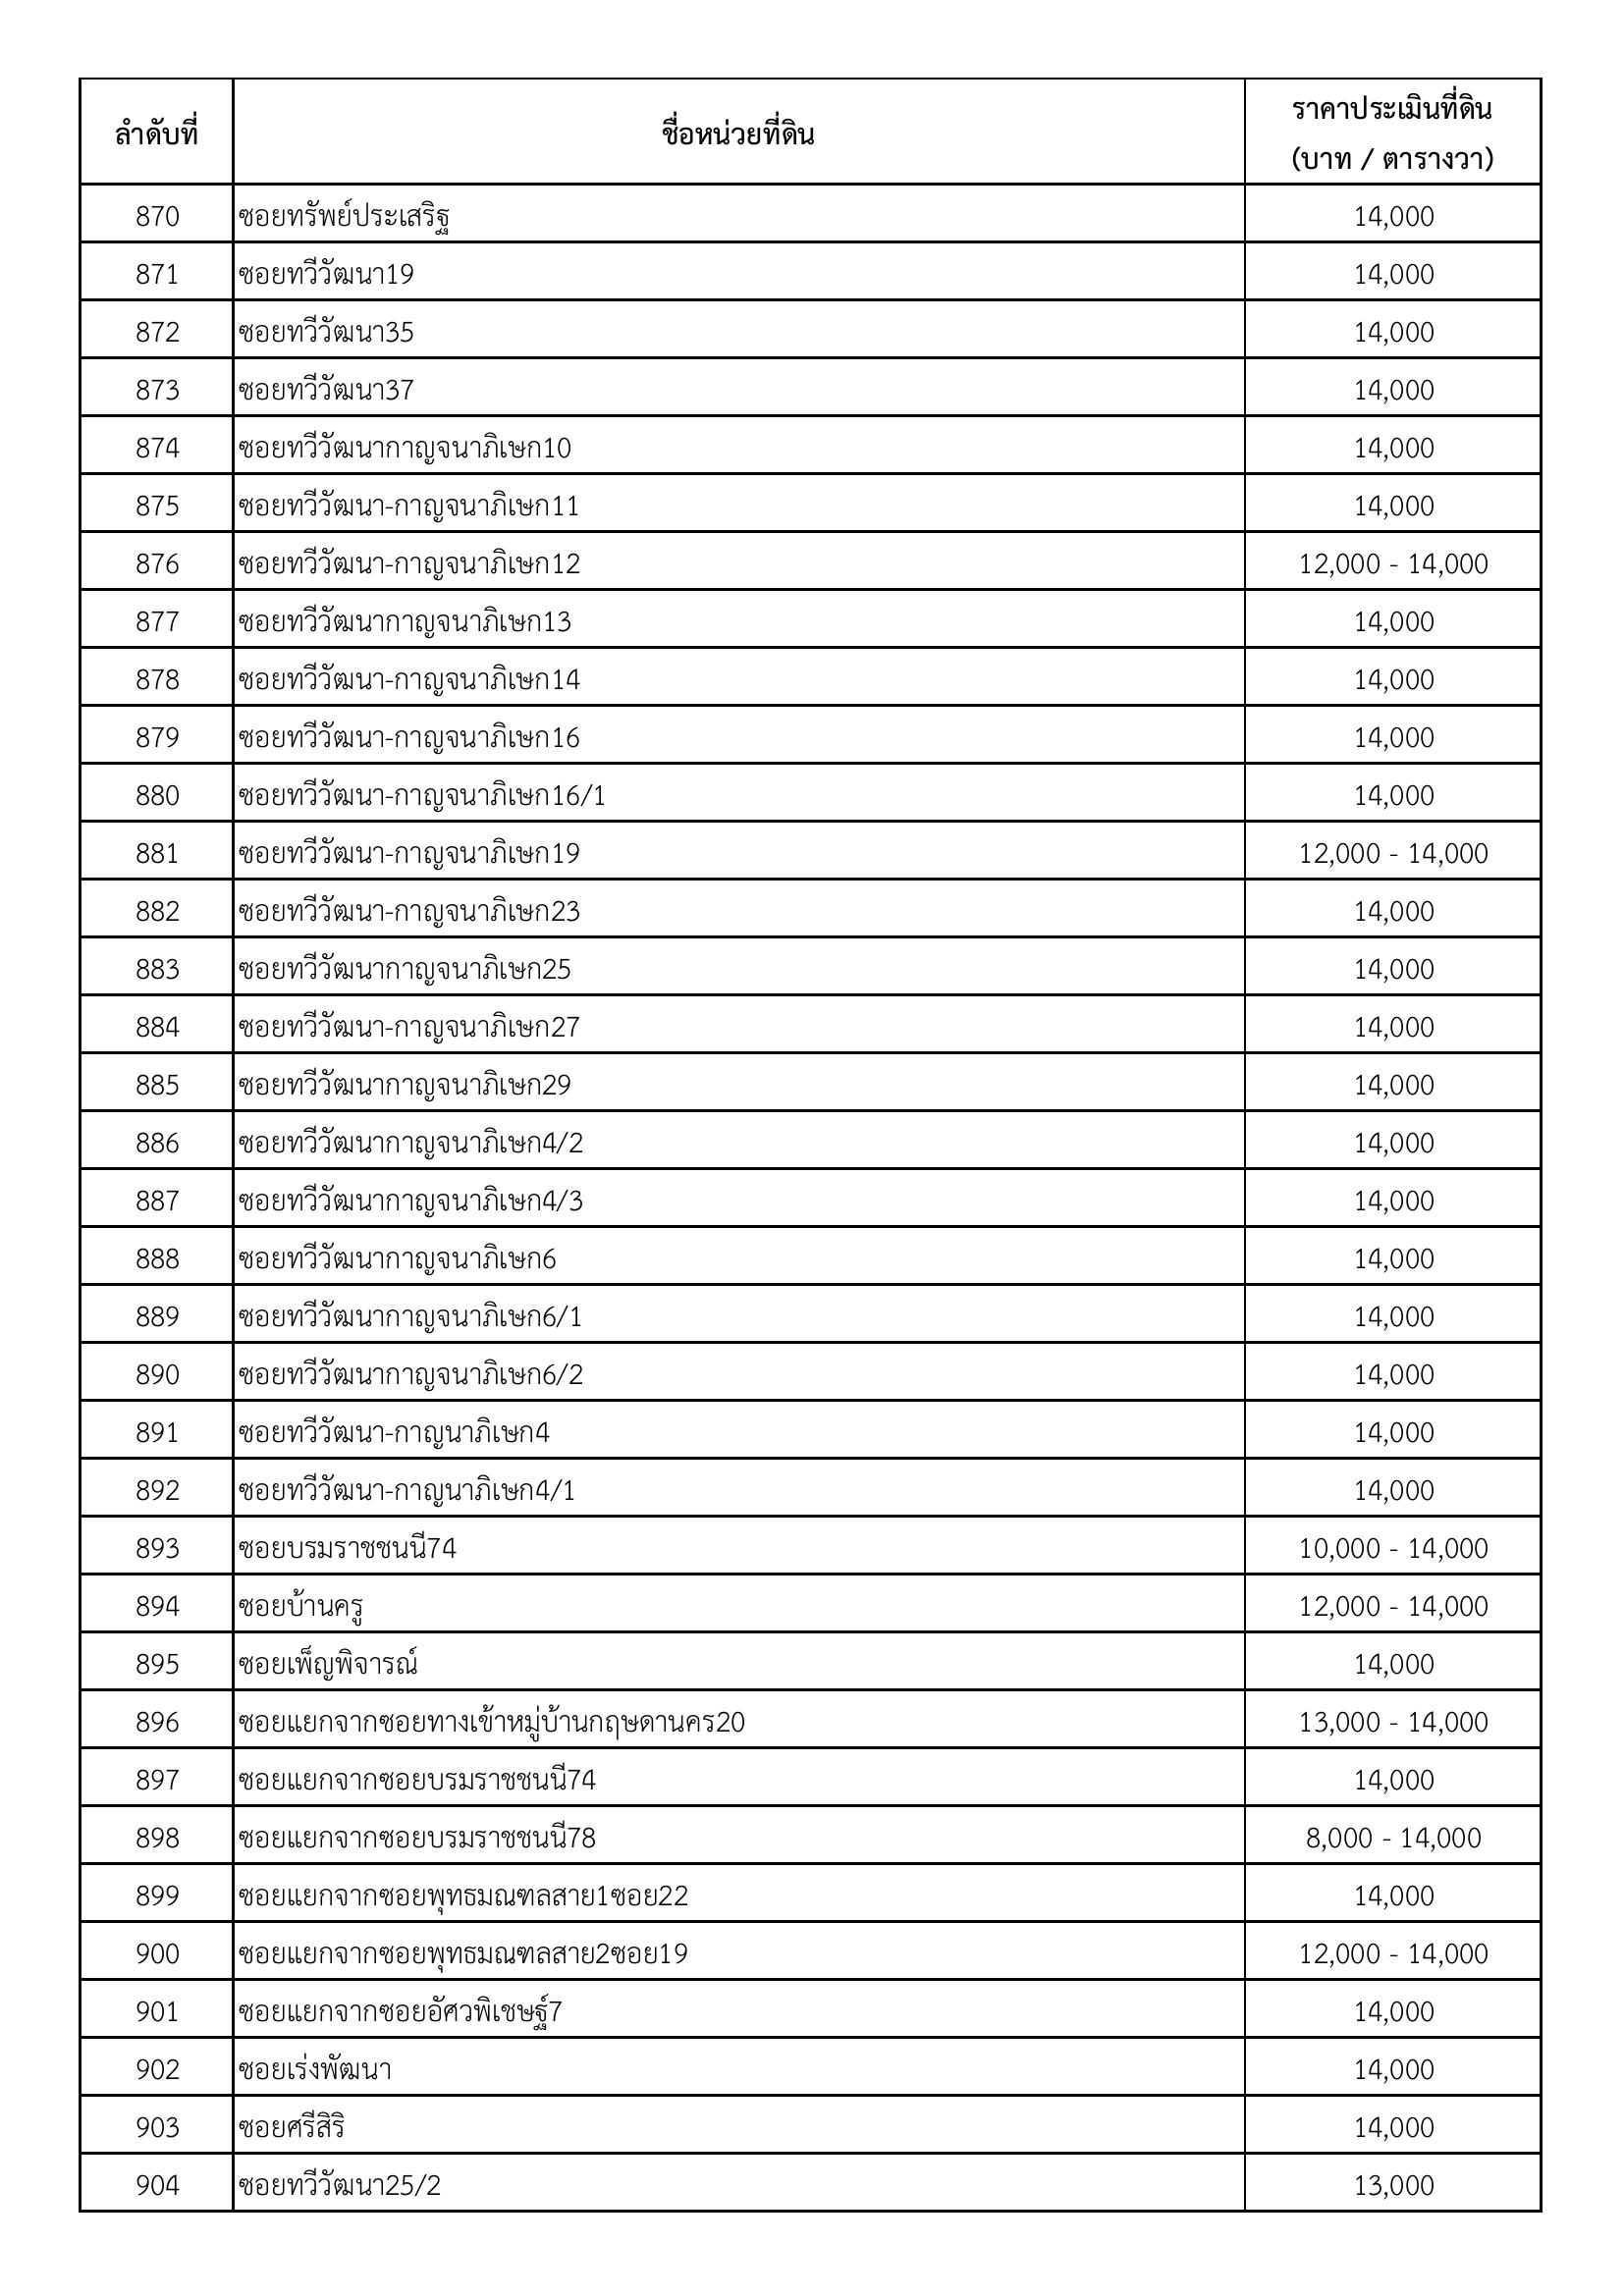 ลำดับที่ ชื่อหน่วยที่ดิน ราคาประเมินที่ดิน
(บาท / ตารางวา)
870 ซอยทรัพย์ประเสริฐ 14,000
871 ซอยทวีวัฒนา19 14,000
872 ซอยทวีวัฒนา35 14,000
873 ซอยทวีวัฒนา37 14,000
874 ซอยทวีวัฒนากาญจนาภิเษก10 14,000
875 ซอยทวีวัฒนา-กาญจนาภิเษก11 14,000
876 ซอยทวีวัฒนา-กาญจนาภิเษก12 12,000 - 14,000
877 ซอยทวีวัฒนากาญจนาภิเษก13 14,000
878 ซอยทวีวัฒนา-กาญจนาภิเษก14 14,000
879 ซอยทวีวัฒนา-กาญจนาภิเษก16 14,000
880 ซอยทวีวัฒนา-กาญจนาภิเษก16/1 14,000
881 ซอยทวีวัฒนา-กาญจนาภิเษก19 12,000 - 14,000
882 ซอยทวีวัฒนา-กาญจนาภิเษก23 14,000
883 ซอยทวีวัฒนากาญจนาภิเษก25 14,000
884 ซอยทวีวัฒนา-กาญจนาภิเษก27 14,000
885 ซอยทวีวัฒนากาญจนาภิเษก29 14,000
886 ซอยทวีวัฒนากาญจนาภิเษก4/2 14,000
887 ซอยทวีวัฒนากาญจนาภิเษก4/3 14,000
888 ซอยทวีวัฒนากาญจนาภิเษก6 14,000
889 ซอยทวีวัฒนากาญจนาภิเษก6/1 14,000
890 ซอยทวีวัฒนากาญจนาภิเษก6/2 14,000
891 ซอยทวีวัฒนา-กาญนาภิเษก4 14,000
892 ซอยทวีวัฒนา-กาญนาภิเษก4/1 14,000
893 ซอยบรมราชชนนี74 10,000 - 14,000
894 ซอยบ้านครู 12,000 - 14,000
895 ซอยเพ็ญพิจารณ์ 14,000
896 ซอยแยกจากซอยทางเข้าหมู่บ้านกฤษดานคร20 13,000 - 14,000
897 ซอยแยกจากซอยบรมราชชนนี74 14,000
898 ซอยแยกจากซอยบรมราชชนนี78 8,000 - 14,000
899 ซอยแยกจากซอยพุทธมณฑลสาย1ซอย22 14,000
900 ซอยแยกจากซอยพุทธมณฑลสาย2ซอย19 12,000 - 14,000
901 ซอยแยกจากซอยอัศวพิเชษฐ์7 14,000
902 ซอยเร่งพัฒนา 14,000
903 ซอยศรีสิริ 14,000
904 ซอยทวีวัฒนา25/2 13,000